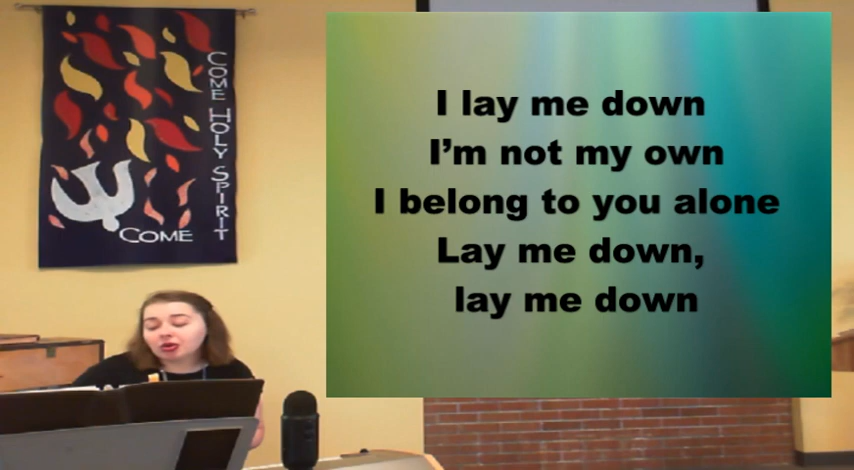 COME HOLY SPIRIT
COME
I lay me down
I'm not my own
I belong to you alone
Lay me down,
lay me down